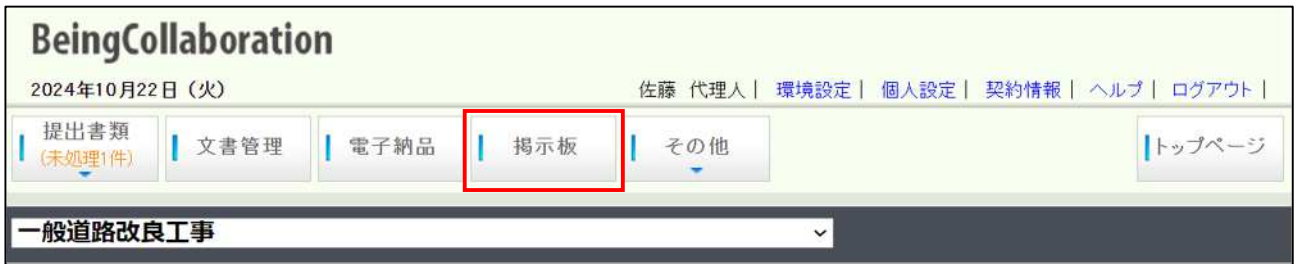 BeingCollaboration
2024年10月22日（火）
佐藤 代理人｜ 環境設定｜ 個人設定｜ 契約情報｜ ヘルプ｜ ログアウト｜
提出書類
(未処理1件)
文書管理
電子納品
掲示板
その他
トップページ
一般道路改良工事